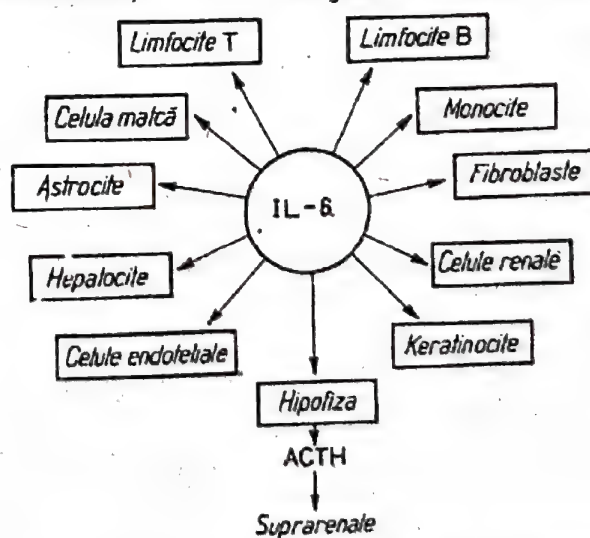 Limfocite T
Limfocite B
Celula matcă
Monocite
Astrocite
Fibroblaste
IL-6
Hepatocite
Celule renale
Celule endoteliale
Keratinocite
Hipofiza
ACTH
Suprarenale